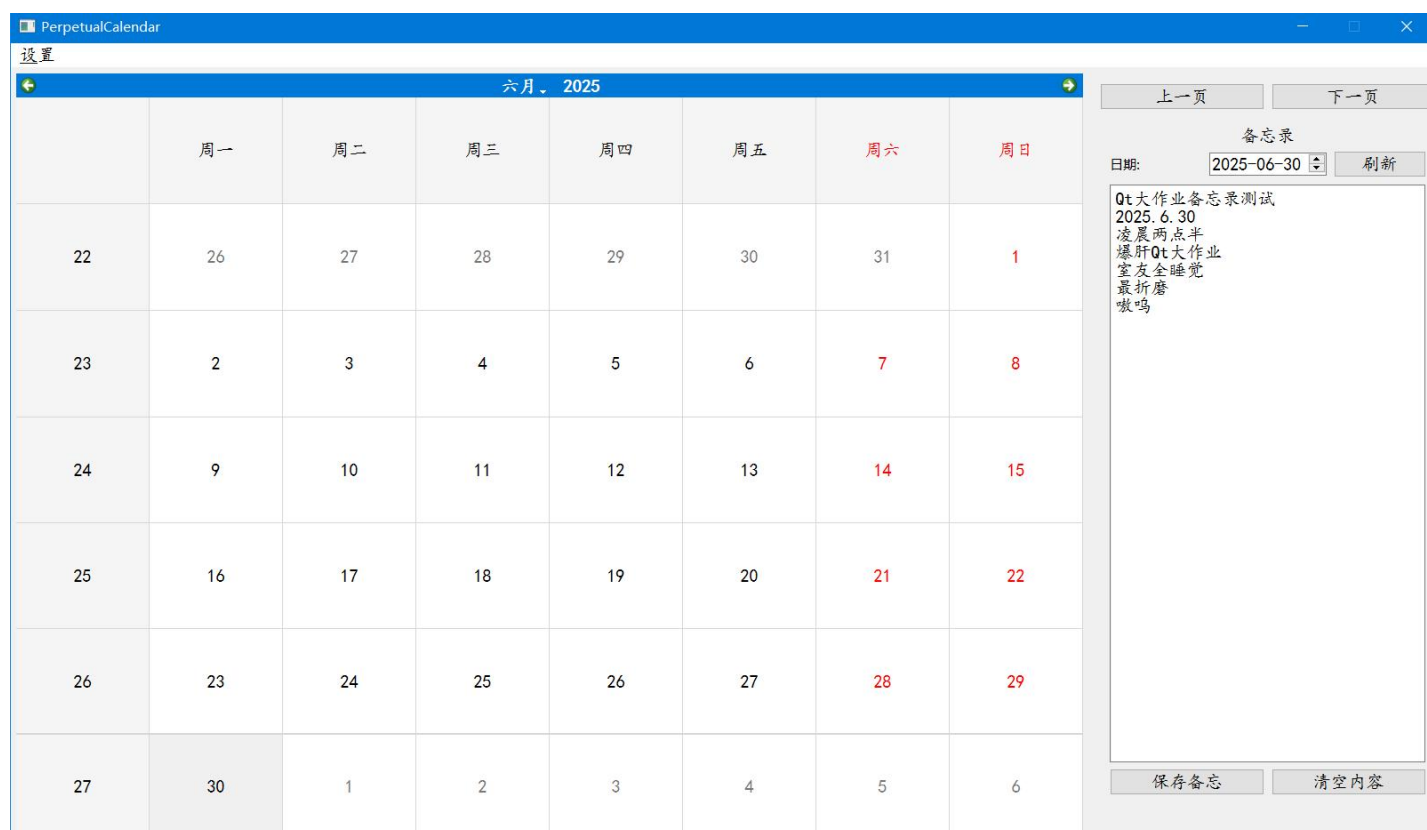 PerpetualCalendar
设置
六月 2025
周一 周二 周三 周四 周五 周六 周日
22 26 27 28 29 30 31 1
23 2 3 4 5 6 7 8
24 9 10 11 12 13 14 15
25 16 17 18 19 20 21 22
26 23 24 25 26 27 28 29
27 30 1 2 3 4 5 6
上一页 下一页
备忘录
日期: 2025-06-30 刷新
Qt大作业备忘录测试
2025.6.30
凌晨两点半
爆肝Qt大作业
室友全睡觉
最折磨
嗷呜
保存备忘 清空内容